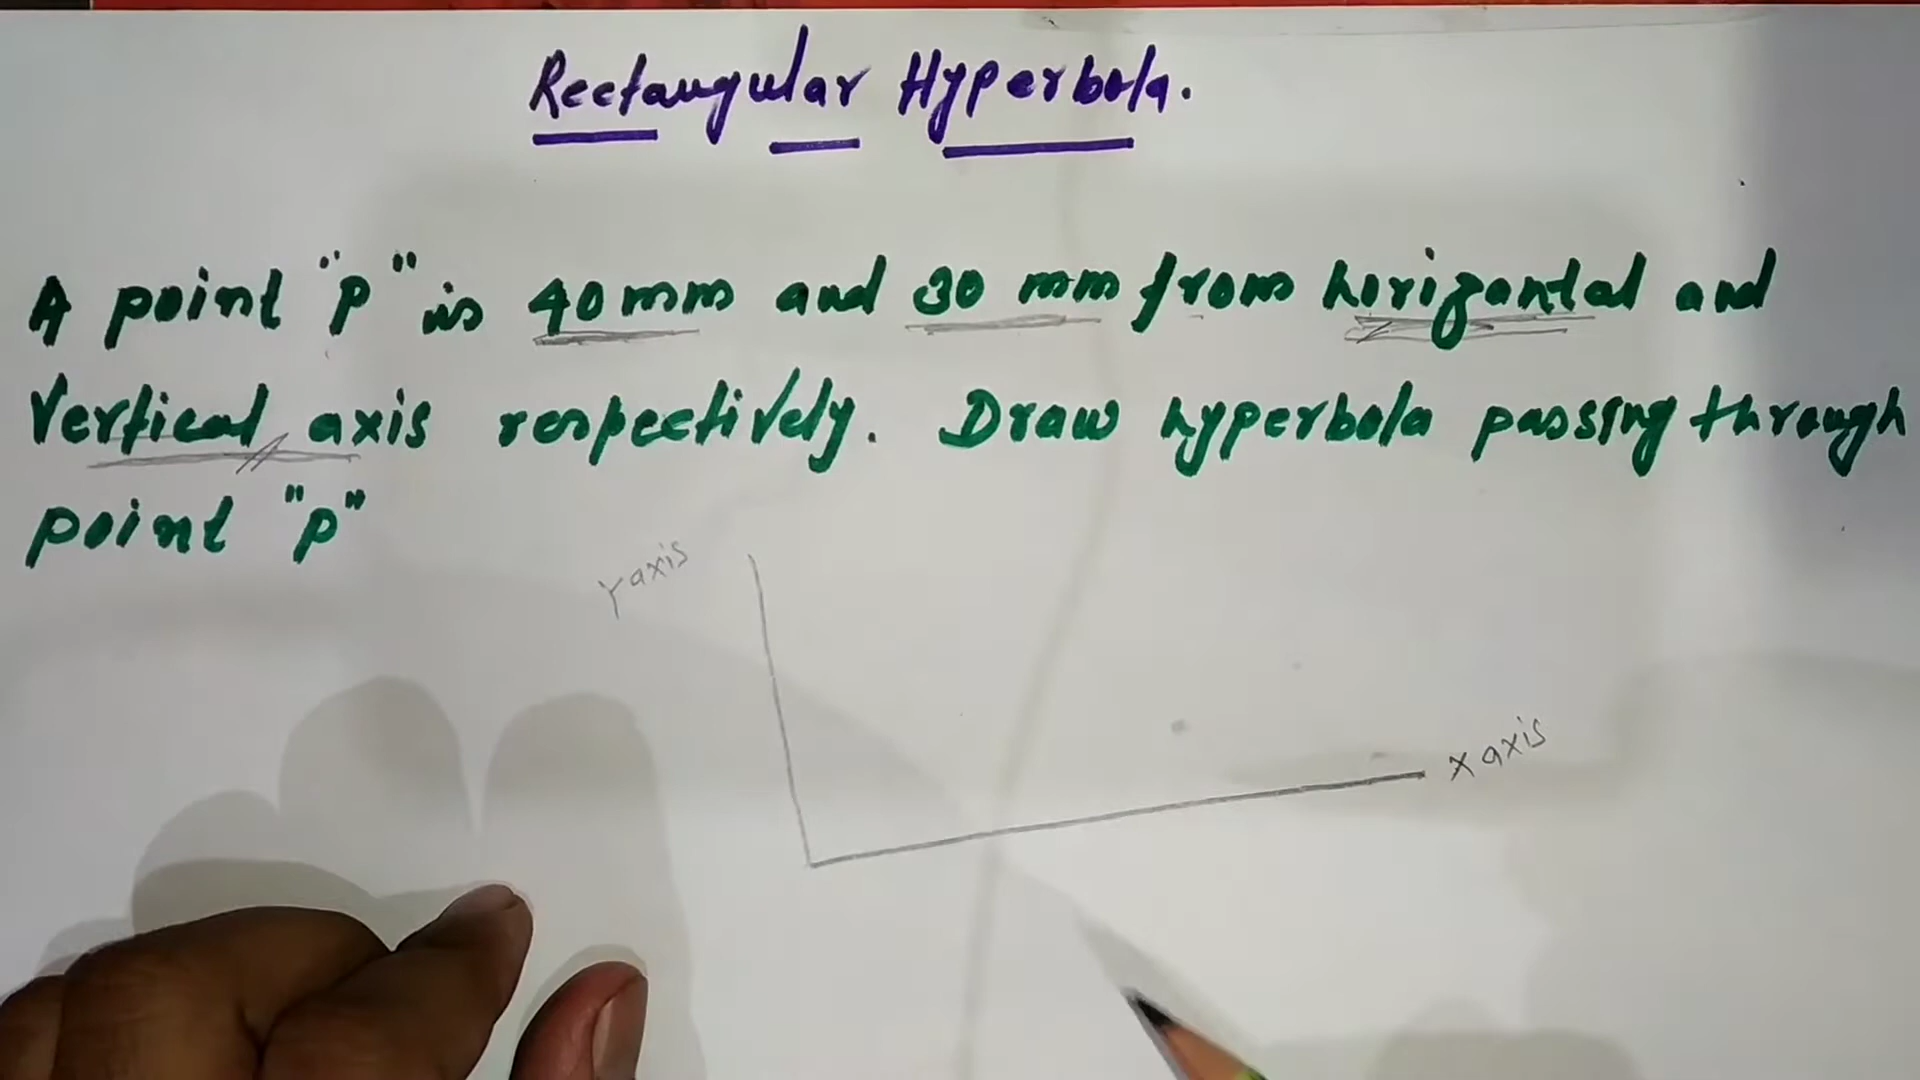 Rectangular Hyperbola.
A point "p" is 40mm and 30 mm from horizantal and
Vertical axis respectively. Draw hyperbola passing through
point "p"
Y axis
X axis